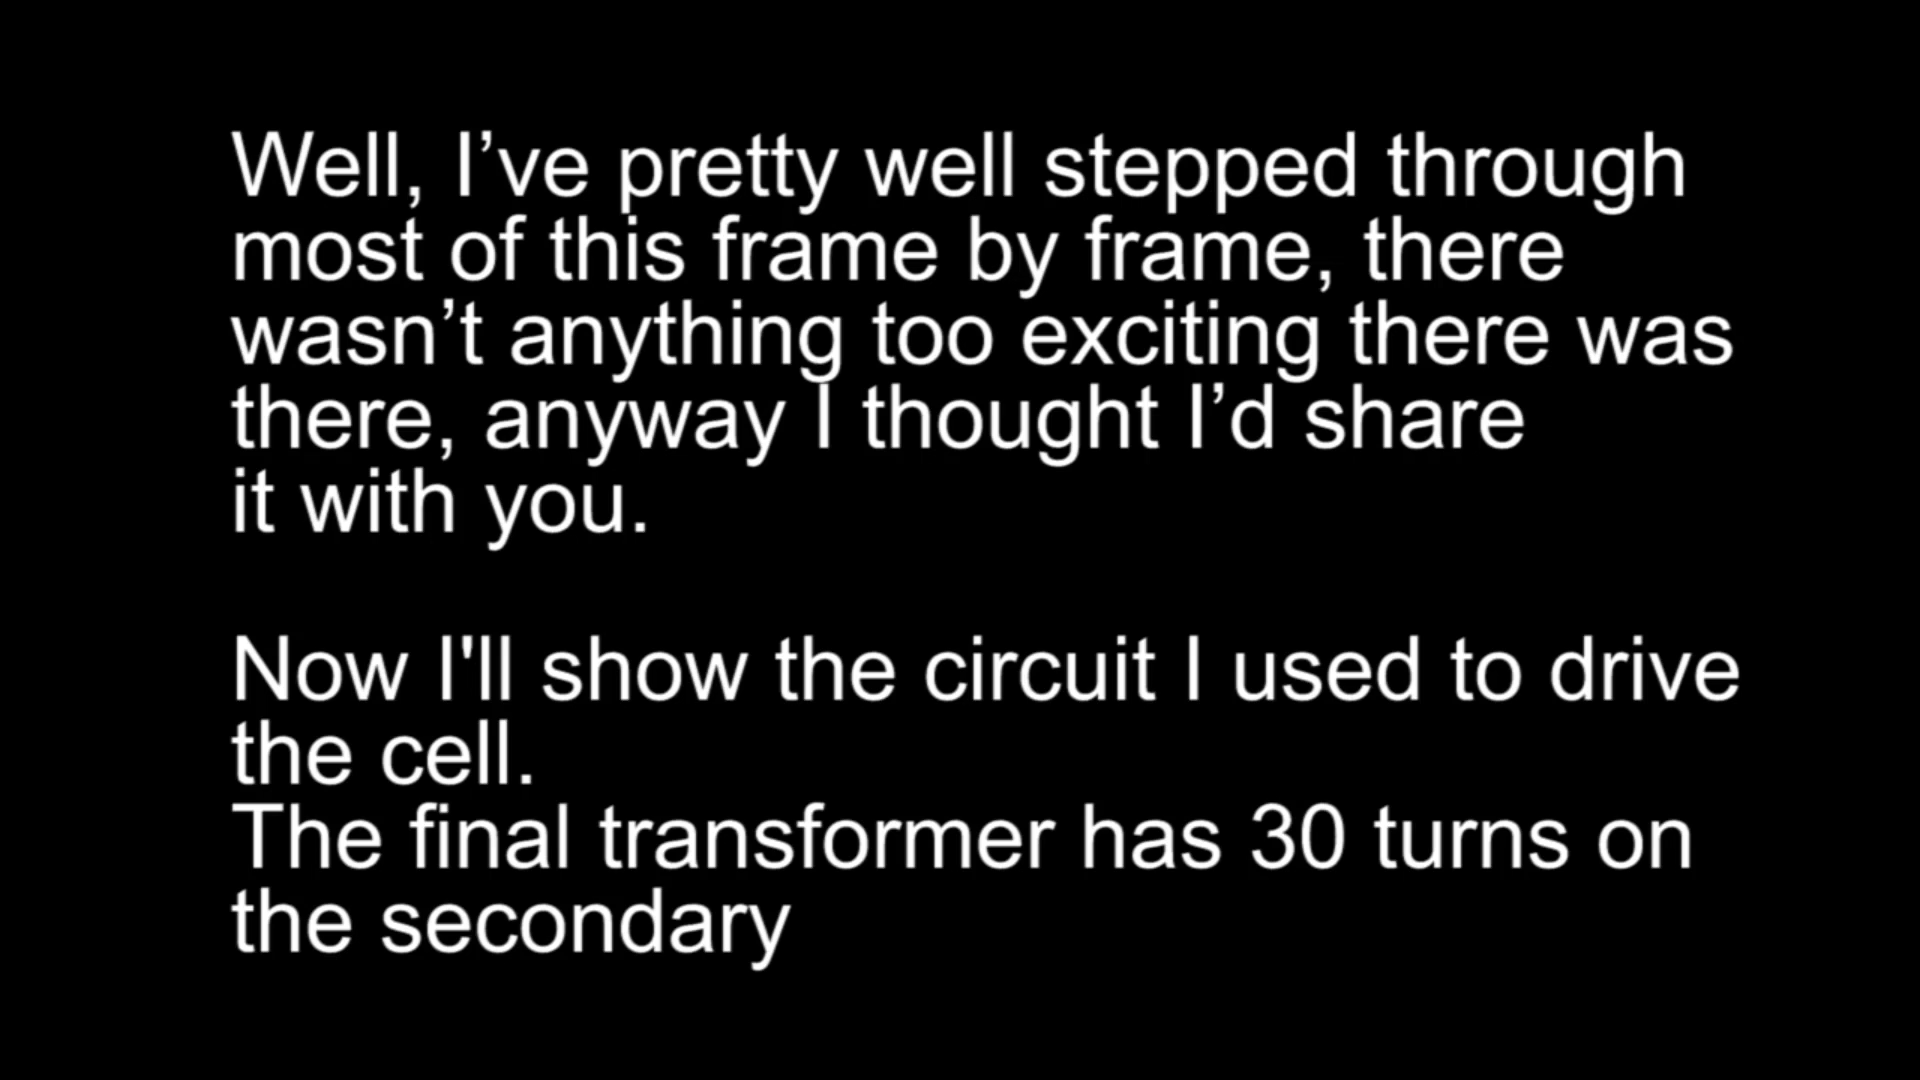 Well, I’ve pretty well stepped through
most of this frame by frame, there
wasn’t anything too exciting there was
there, anyway I thought I’d share
it with you.
Now I'll show the circuit I used to drive
the cell.
The final transformer has 30 turns on
the secondary